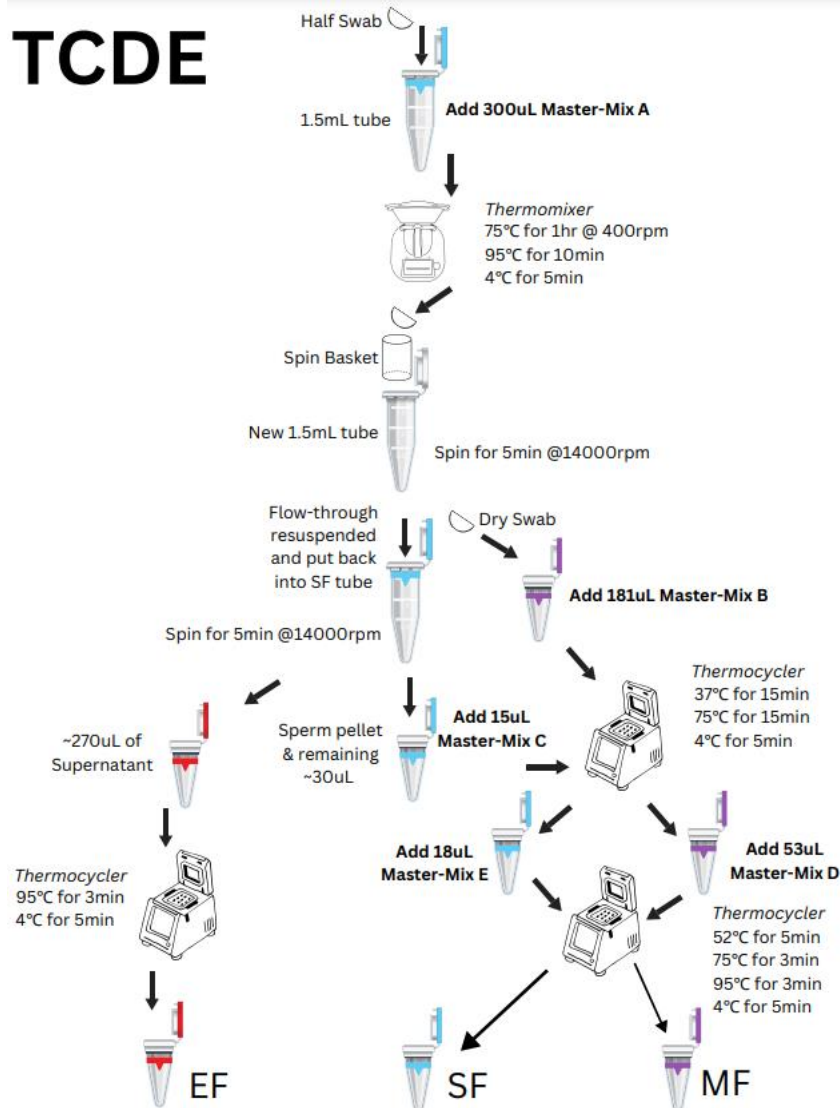 TCDE
Half Swab
1.5mL tube
Add 300uL Master-Mix A
Thermomixer
75℃ for 1hr @ 400rpm
95℃ for 10min
4℃ for 5min
Spin Basket
New 1.5mL tube
Spin for 5min @14000rpm
Flow-through
resuspended
and put back
into SF tube
Dry Swab
Add 181uL Master-Mix B
Spin for 5min @14000rpm
Thermocycler
37℃ for 15min
75℃ for 15min
4℃ for 5min
~270uL of
Supernatant
Sperm pellet
& remaining
~30uL
Add 15uL
Master-Mix C
Add 18uL
Master-Mix E
Add 53uL
Master-Mix D
Thermocycler
95℃ for 3min
4℃ for 5min
Thermocycler
52℃ for 5min
75℃ for 3min
95℃ for 3min
4℃ for 5min
EF
SF
MF